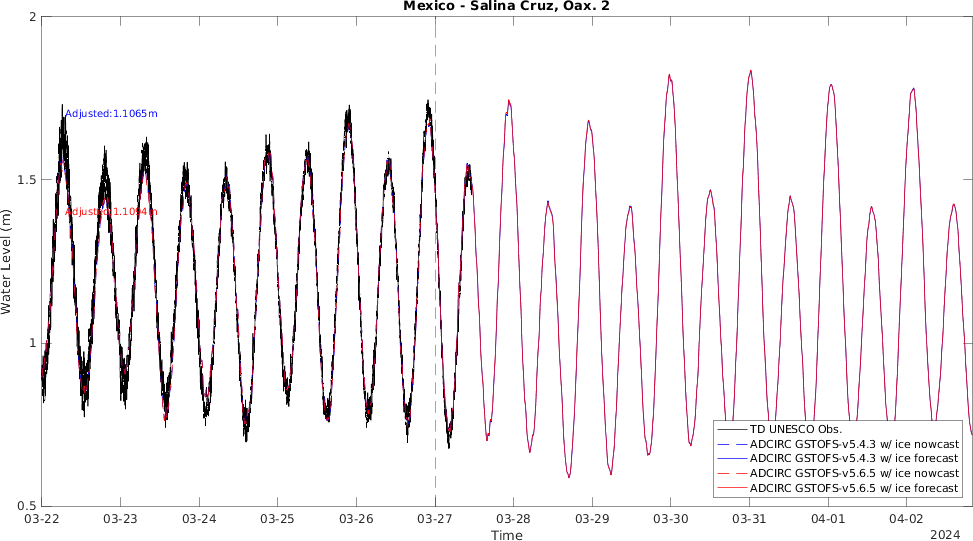 Mexico - Salina Cruz, Oax. 2
2
1.5
1
0.5
Water Level (m)
Adjusted:1.1065m
Adjusted:1.1094m
TD UNESCO Obs.
ADCIRC GSTOFS-v5.4.3 w/ ice nowcast
ADCIRC GSTOFS-v5.4.3 w/ ice forecast
ADCIRC GSTOFS-v5.6.5 w/ ice nowcast
ADCIRC GSTOFS-v5.6.5 w/ ice forecast
03-22 03-23 03-24 03-25 03-26 03-27 03-28 03-29 03-30 03-31 04-01 04-02
Time
2024